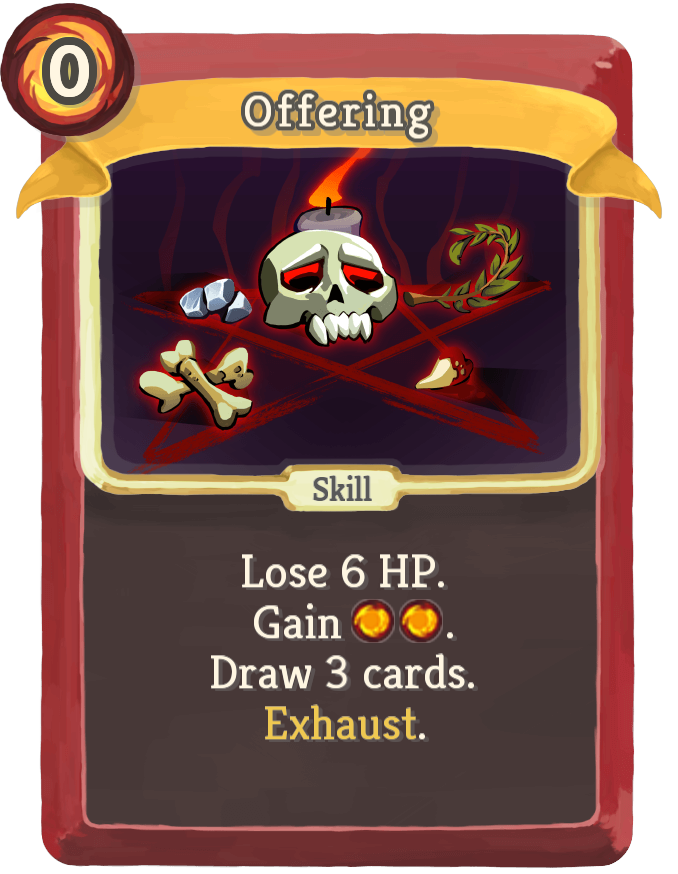 0
Offering
Skill
Lose 6 HP.
Gain .
Draw 3 cards.
Exhaust.